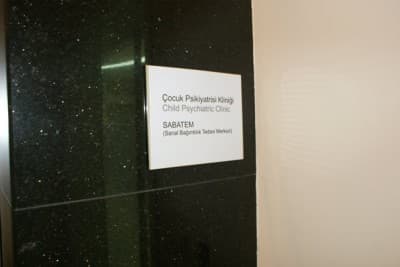 Çocuk Psikiyatrisi Kliniği
Child Psychiatric Clinic
SABATEM
(Sanal Bağımlılık Tedavi Merkezi)